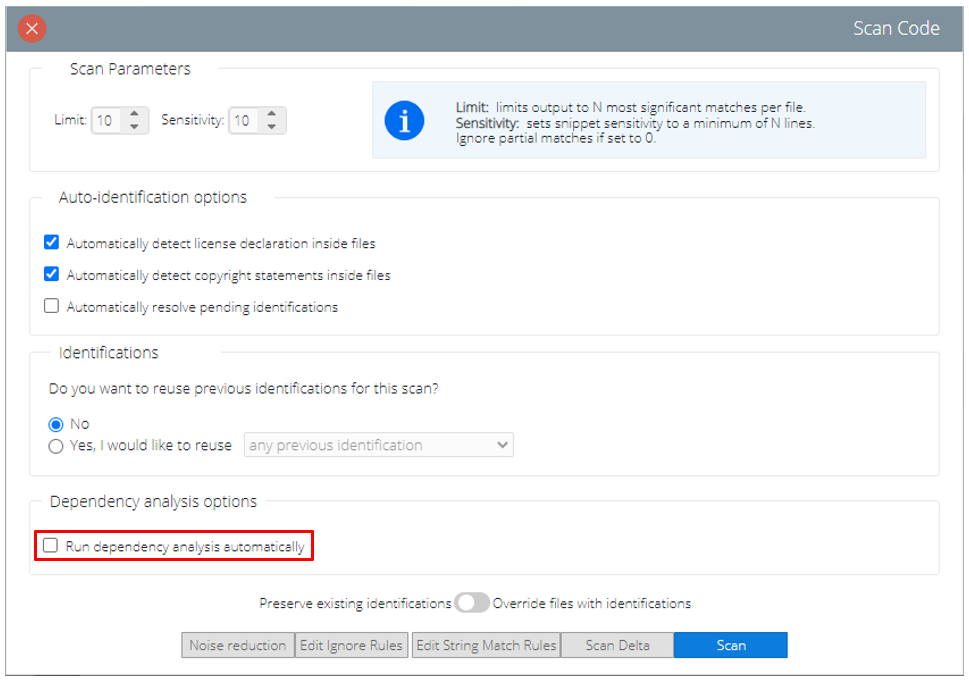 Scan Code
Scan Parameters
Limit: 10 Sensitivity: 10
Limit: limits output to N most significant matches per file.
Sensitivity: sets snippet sensitivity to a minimum of N lines.
Ignore partial matches if set to 0.
Auto-identification options
Automatically detect license declaration inside files
Automatically detect copyright statements inside files
Automatically resolve pending identifications
Identifications
Do you want to reuse previous identifications for this scan?
No
Yes, I would like to reuse any previous identification
Dependency analysis options
Run dependency analysis automatically
Preserve existing identifications Override files with identifications
Noise reduction Edit Ignore Rules Edit String Match Rules Scan Delta Scan